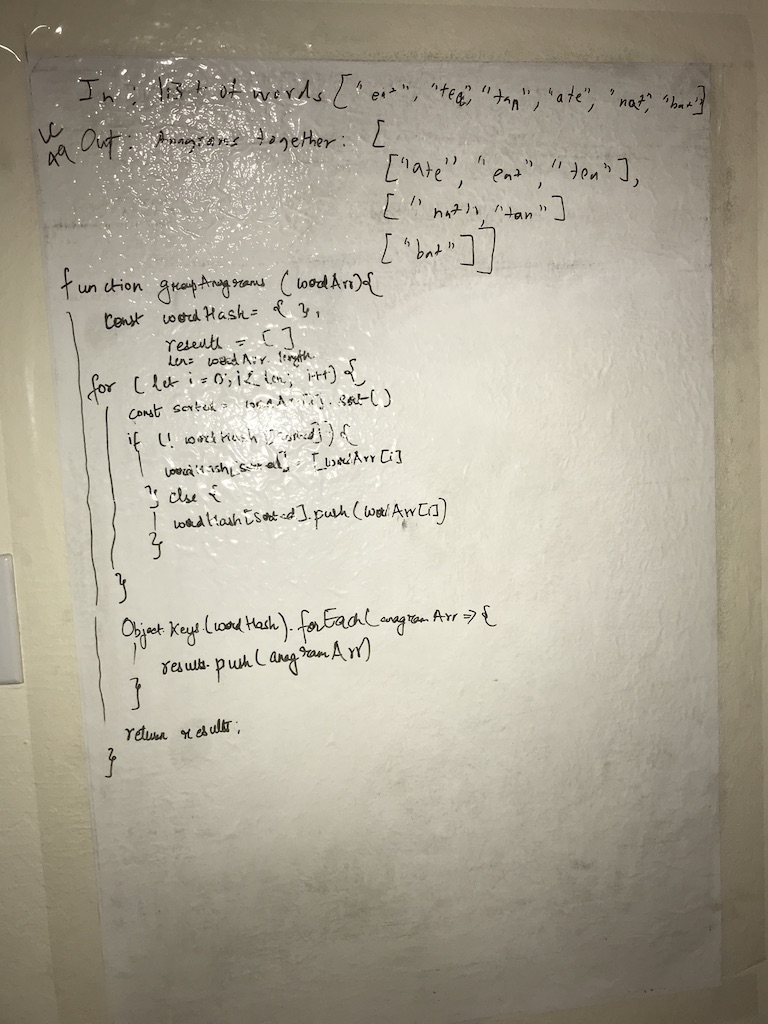 In : list of words ["eat", "tea", "tan", "ate", "nat", "bat"]
LC
49
Out : Anagrams together: [
["ate", "eat", "tea"],
["nat", "tan"]
["bat"]]
function groupAnagrams (wordArr){
const wordHash = { },
result = [ ]
len= wordArr.length
for (let i = 0; i < len; i++) {
const sorted = wordArr[i].sort()
if (! wordHash [sorted]) {
wordHash[sorted] = [wordArr[i]
} else {
wordHash[sorted].push(wordArr[i])
}
}
Object.keys(wordHash).forEach(anagramArr => {
results.push(anagramArr)
}
return results;
}